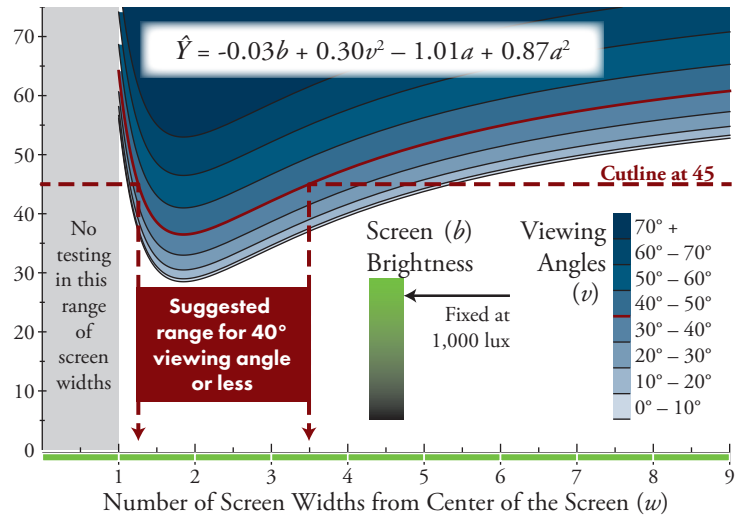 Ŷ = -0.03b + 0.30v² – 1.01a + 0.87a²
70
60
50
40
30
20
10
0
Cutline at 45
No
testing
in this
range
of
screen
widths
Suggested
range for 40°
viewing angle
or less
Screen (b)
Brightness
Fixed at
1,000 lux
Viewing
Angles
(v)
70° +
60° – 70°
50° – 60°
40° – 50°
30° – 40°
20° – 30°
10° – 20°
0° – 10°
1 2 3 4 5 6 7 8 9
Number of Screen Widths from Center of the Screen (w)